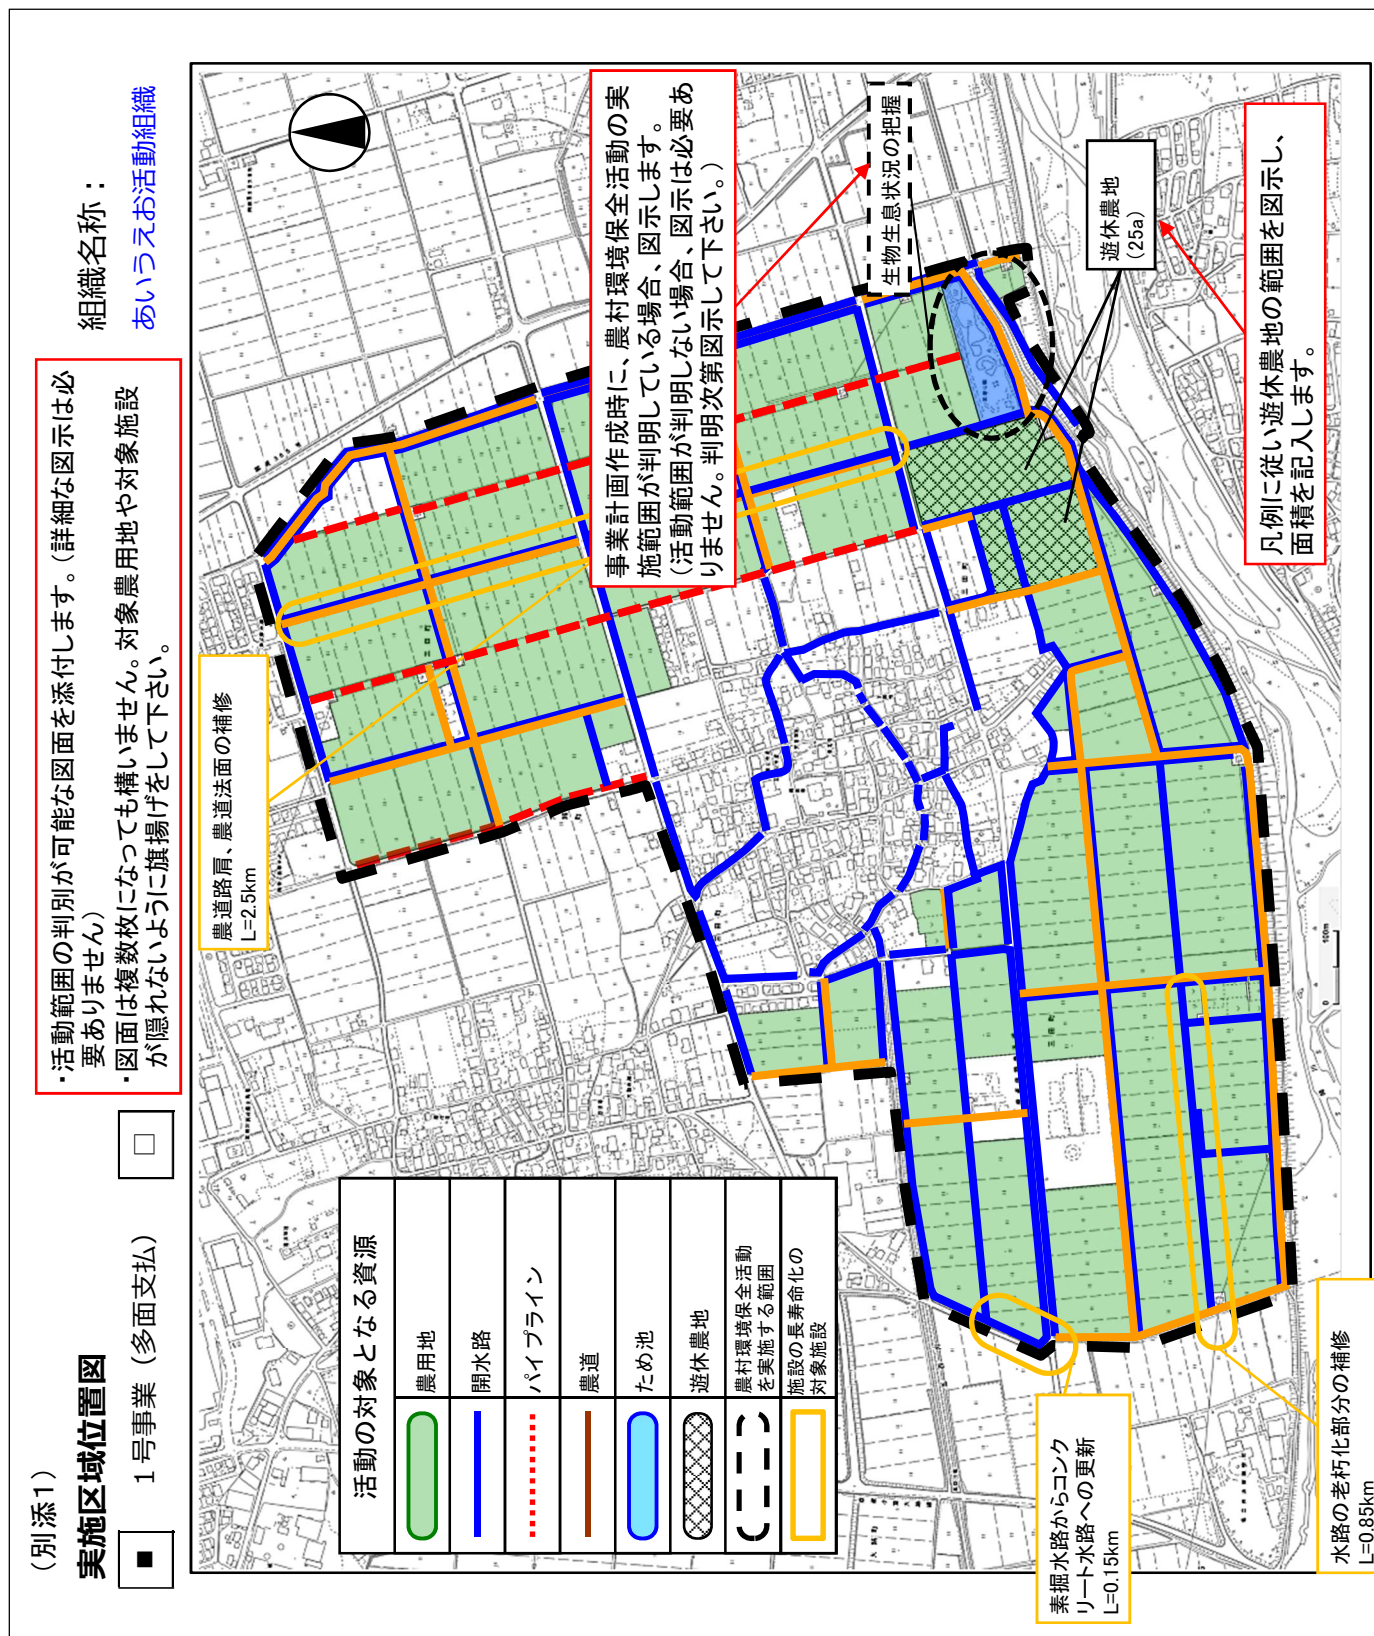 （別添１）
実施区域位置図
■
１号事業（多面支払）
□
組織名称：
あいうえお活動組織
・活動範囲の判別が可能な図面を添付します。（詳細な図示は必
要ありません）
・図面は複数枚になっても構いません。対象農用地や対象施設
が隠れないように旗揚げをして下さい。
農道路肩、農道法面の補修
L=2.5km
事業計画作成時に、農村環境保全活動の実
施範囲が判明している場合、図示します。
（活動範囲が判明しない場合、図示は必要あ
りません。判明次第図示して下さい。）
生物生息状況の把握
遊休農地
(25a)
凡例に従い遊休農地の範囲を図示し、
面積を記入します。
活動の対象となる資源
農用地
開水路
パイプライン
農道
ため池
遊休農地
農村環境保全活動
を実施する範囲
施設の長寿命化の
対象施設
素掘水路からコンク
リート水路への更新
L=0.15km
水路の老朽化部分の補修
L=0.85km
0
100m